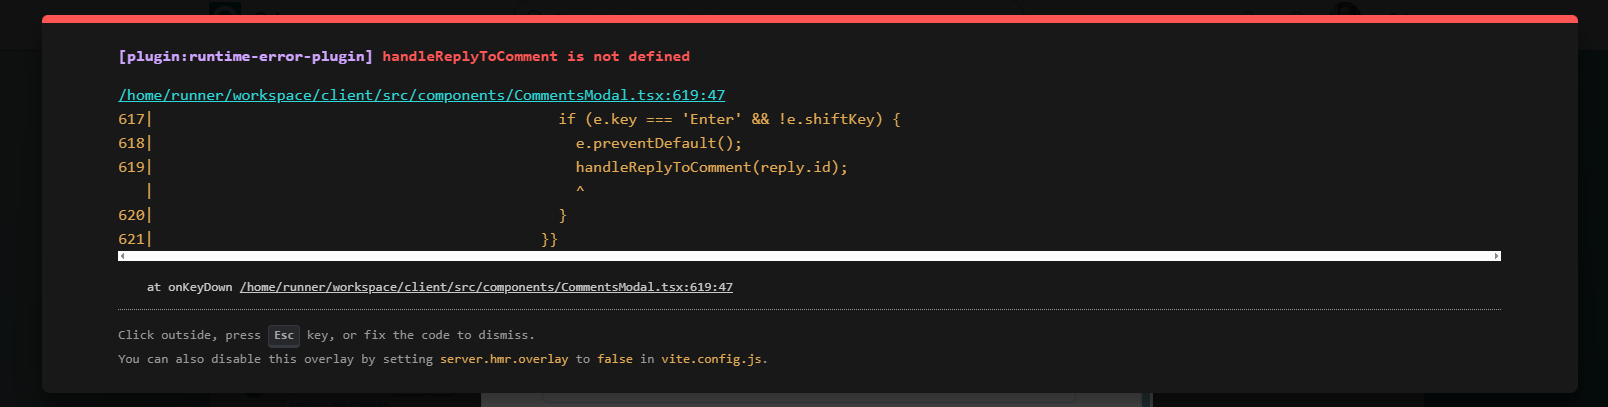 [plugin:runtime-error-plugin] handleReplyToComment is not defined
/home/runner/workspace/client/src/components/CommentsModal.tsx:619:47
617|                                              if (e.key === 'Enter' && !e.shiftKey) {
618|                                                e.preventDefault();
619|                                                handleReplyToComment(reply.id);
   |                                                ^
620|                                              }
621|                                            }}
at onKeyDown /home/runner/workspace/client/src/components/CommentsModal.tsx:619:47
Click outside, press Esc key, or fix the code to dismiss.
You can also disable this overlay by setting server.hmr.overlay to false in vite.config.js.